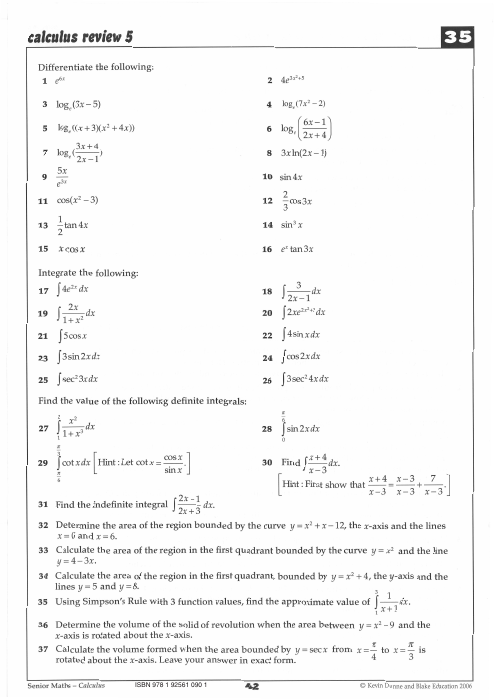 calculus review 5 35
Differentiate the following:
1 e^{6x} 2 4e^{2x²+5}
3 logₑ(3x − 5) 4 logₑ(7x² − 2)
5 logₑ((x + 3)(x² + 4x)) 6 logₑ((6x − 1)/(2x + 4))
7 logₑ((3x + 4)/(2x − 1)) 8 3x ln(2x − 1)
9 5x/e^{3x} 10 sin 4x
11 cos(x² − 3) 12 2/3 cos 3x
13 1/2 tan 4x 14 sin³ x
15 x cos x 16 eˣ tan 3x
Integrate the following:
17 ∫4e^{2x} dx 18 ∫3/(2x − 1) dx
19 ∫2x/(1 + x²) dx 20 ∫2xe^{2x²+7} dx
21 ∫5 cos x 22 ∫4 sin x dx
23 ∫3 sin 2x dx 24 ∫cos 2x dx
25 ∫sec² 3x dx 26 ∫3 sec² 4x dx
Find the value of the following definite integrals:
27 ∫₁² x²/(1 + x³) dx 28 ∫₀^{π/6} sin 2x dx
29 ∫_{π/6}^{π/3} cot x dx [Hint: Let cot x = cos x/sin x.] 30 Find ∫(x + 4)/(x − 3) dx.
[Hint: First show that (x + 4)/(x − 3) = (x − 3)/(x − 3) + 7/(x − 3).]
31 Find the indefinite integral ∫(2x − 1)/(2x + 3) dx.
32 Determine the area of the region bounded by the curve y = x² + x − 12, the x-axis and the lines
x = 0 and x = 6.
33 Calculate the area of the region in the first quadrant bounded by the curve y = x² and the line
y = 4 − 3x.
34 Calculate the area of the region in the first quadrant, bounded by y = x² + 4, the y-axis and the
lines y = 5 and y = 8.
35 Using Simpson's Rule with 3 function values, find the approximate value of ∫₁³ 1/(x + 1) dx.
36 Determine the volume of the solid of revolution when the area between y = x² − 9 and the
x-axis is rotated about the x-axis.
37 Calculate the volume formed when the area bounded by y = sec x from x = π/4 to x = π/3 is
rotated about the x-axis. Leave your answer in exact form.
Senior Maths – Calculus ISBN 978 1 92561 090 1 42 © Kevin Dunne and Blake Education 2006